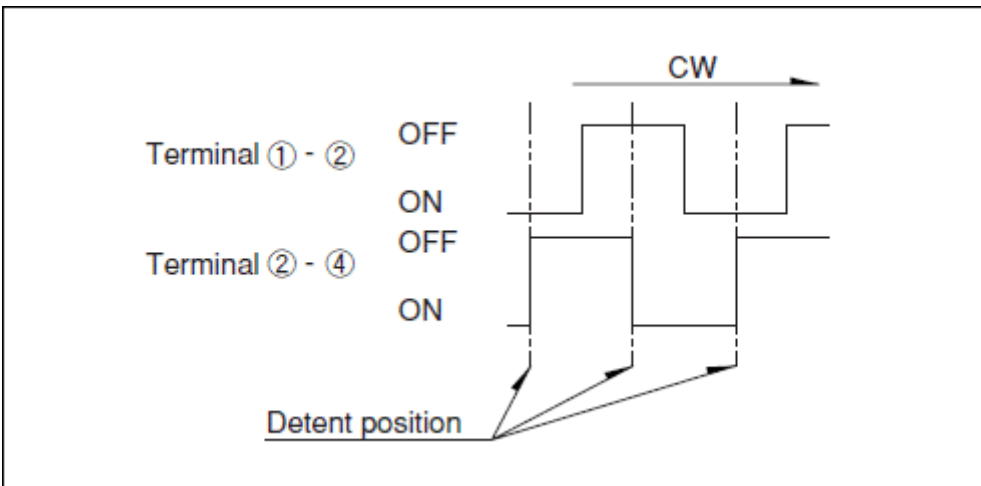 CW
OFF
Terminal ① - ②
ON
OFF
Terminal ② - ④
ON
Detent position